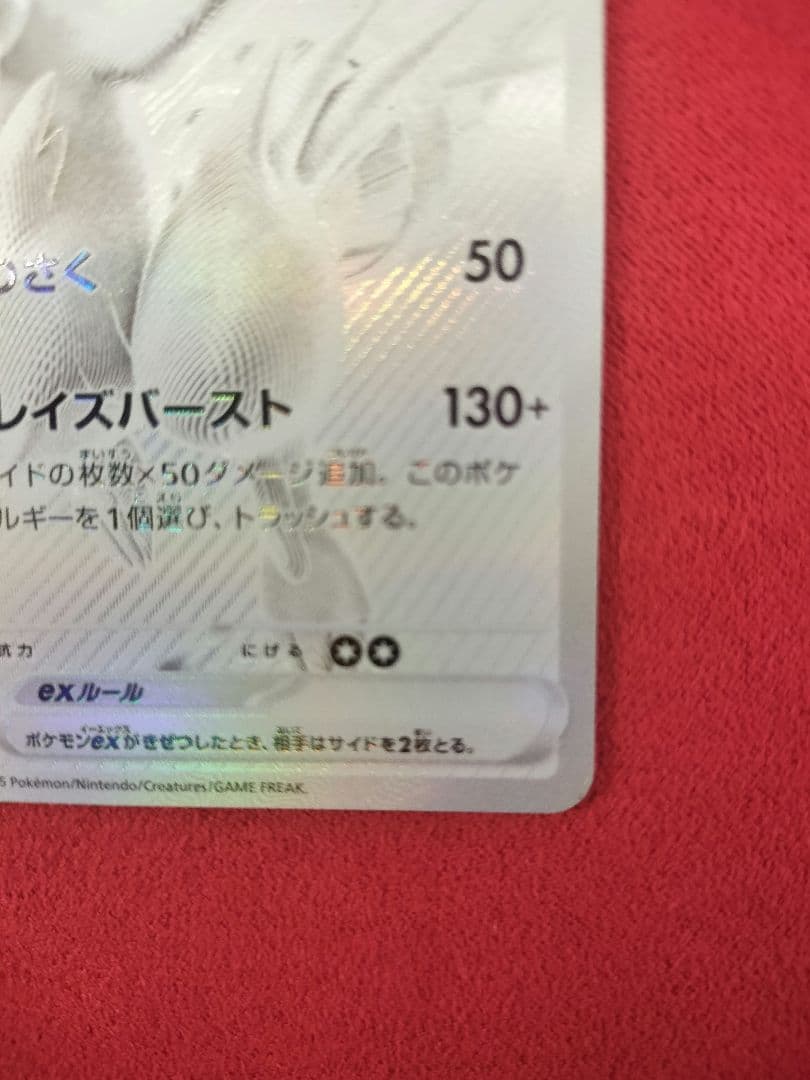 さく 50
レイズバースト 130+
イドの枚数×50ダメージ追加。このポケ
ルギーを1個選び、トラッシュする。
抗力 にげる
exルール
ポケモンexがきぜつしたとき、相手はサイドを2枚とる。
5 Pokémon/Nintendo/Creatures/GAME FREAK.